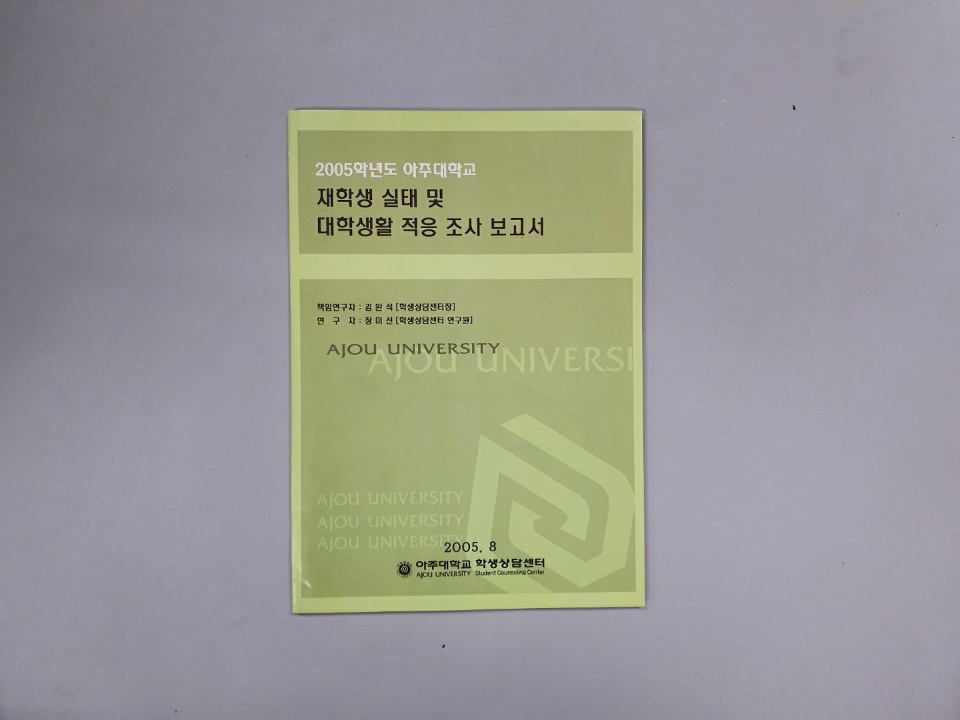 2005학년도 아주대학교
재학생 실태 및
대학생활 적응 조사 보고서
책임연구자 : 김 완 석 [학생상담센터장]
연 구 자 : 장 미 선 [학생상담센터 연구원]
AJOU UNIVERSITY
AJOU UNIVERSI
AJOU UNIVERSITY
AJOU UNIVERSITY
AJOU UNIVERSITY
2005. 8
아주대학교 학생상담센터
AJOU UNIVERSITY Student Counseling Center